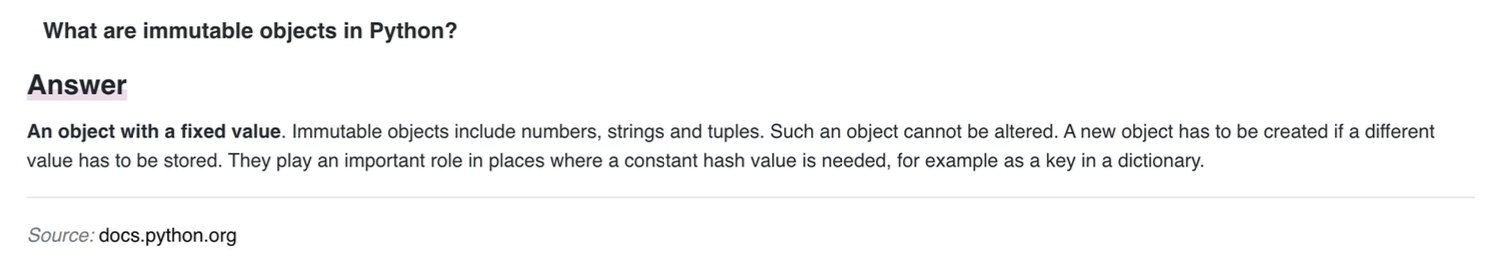 What are immutable objects in Python?
Answer
An object with a fixed value. Immutable objects include numbers, strings and tuples. Such an object cannot be altered. A new object has to be created if a different
value has to be stored. They play an important role in places where a constant hash value is needed, for example as a key in a dictionary.
Source: docs.python.org